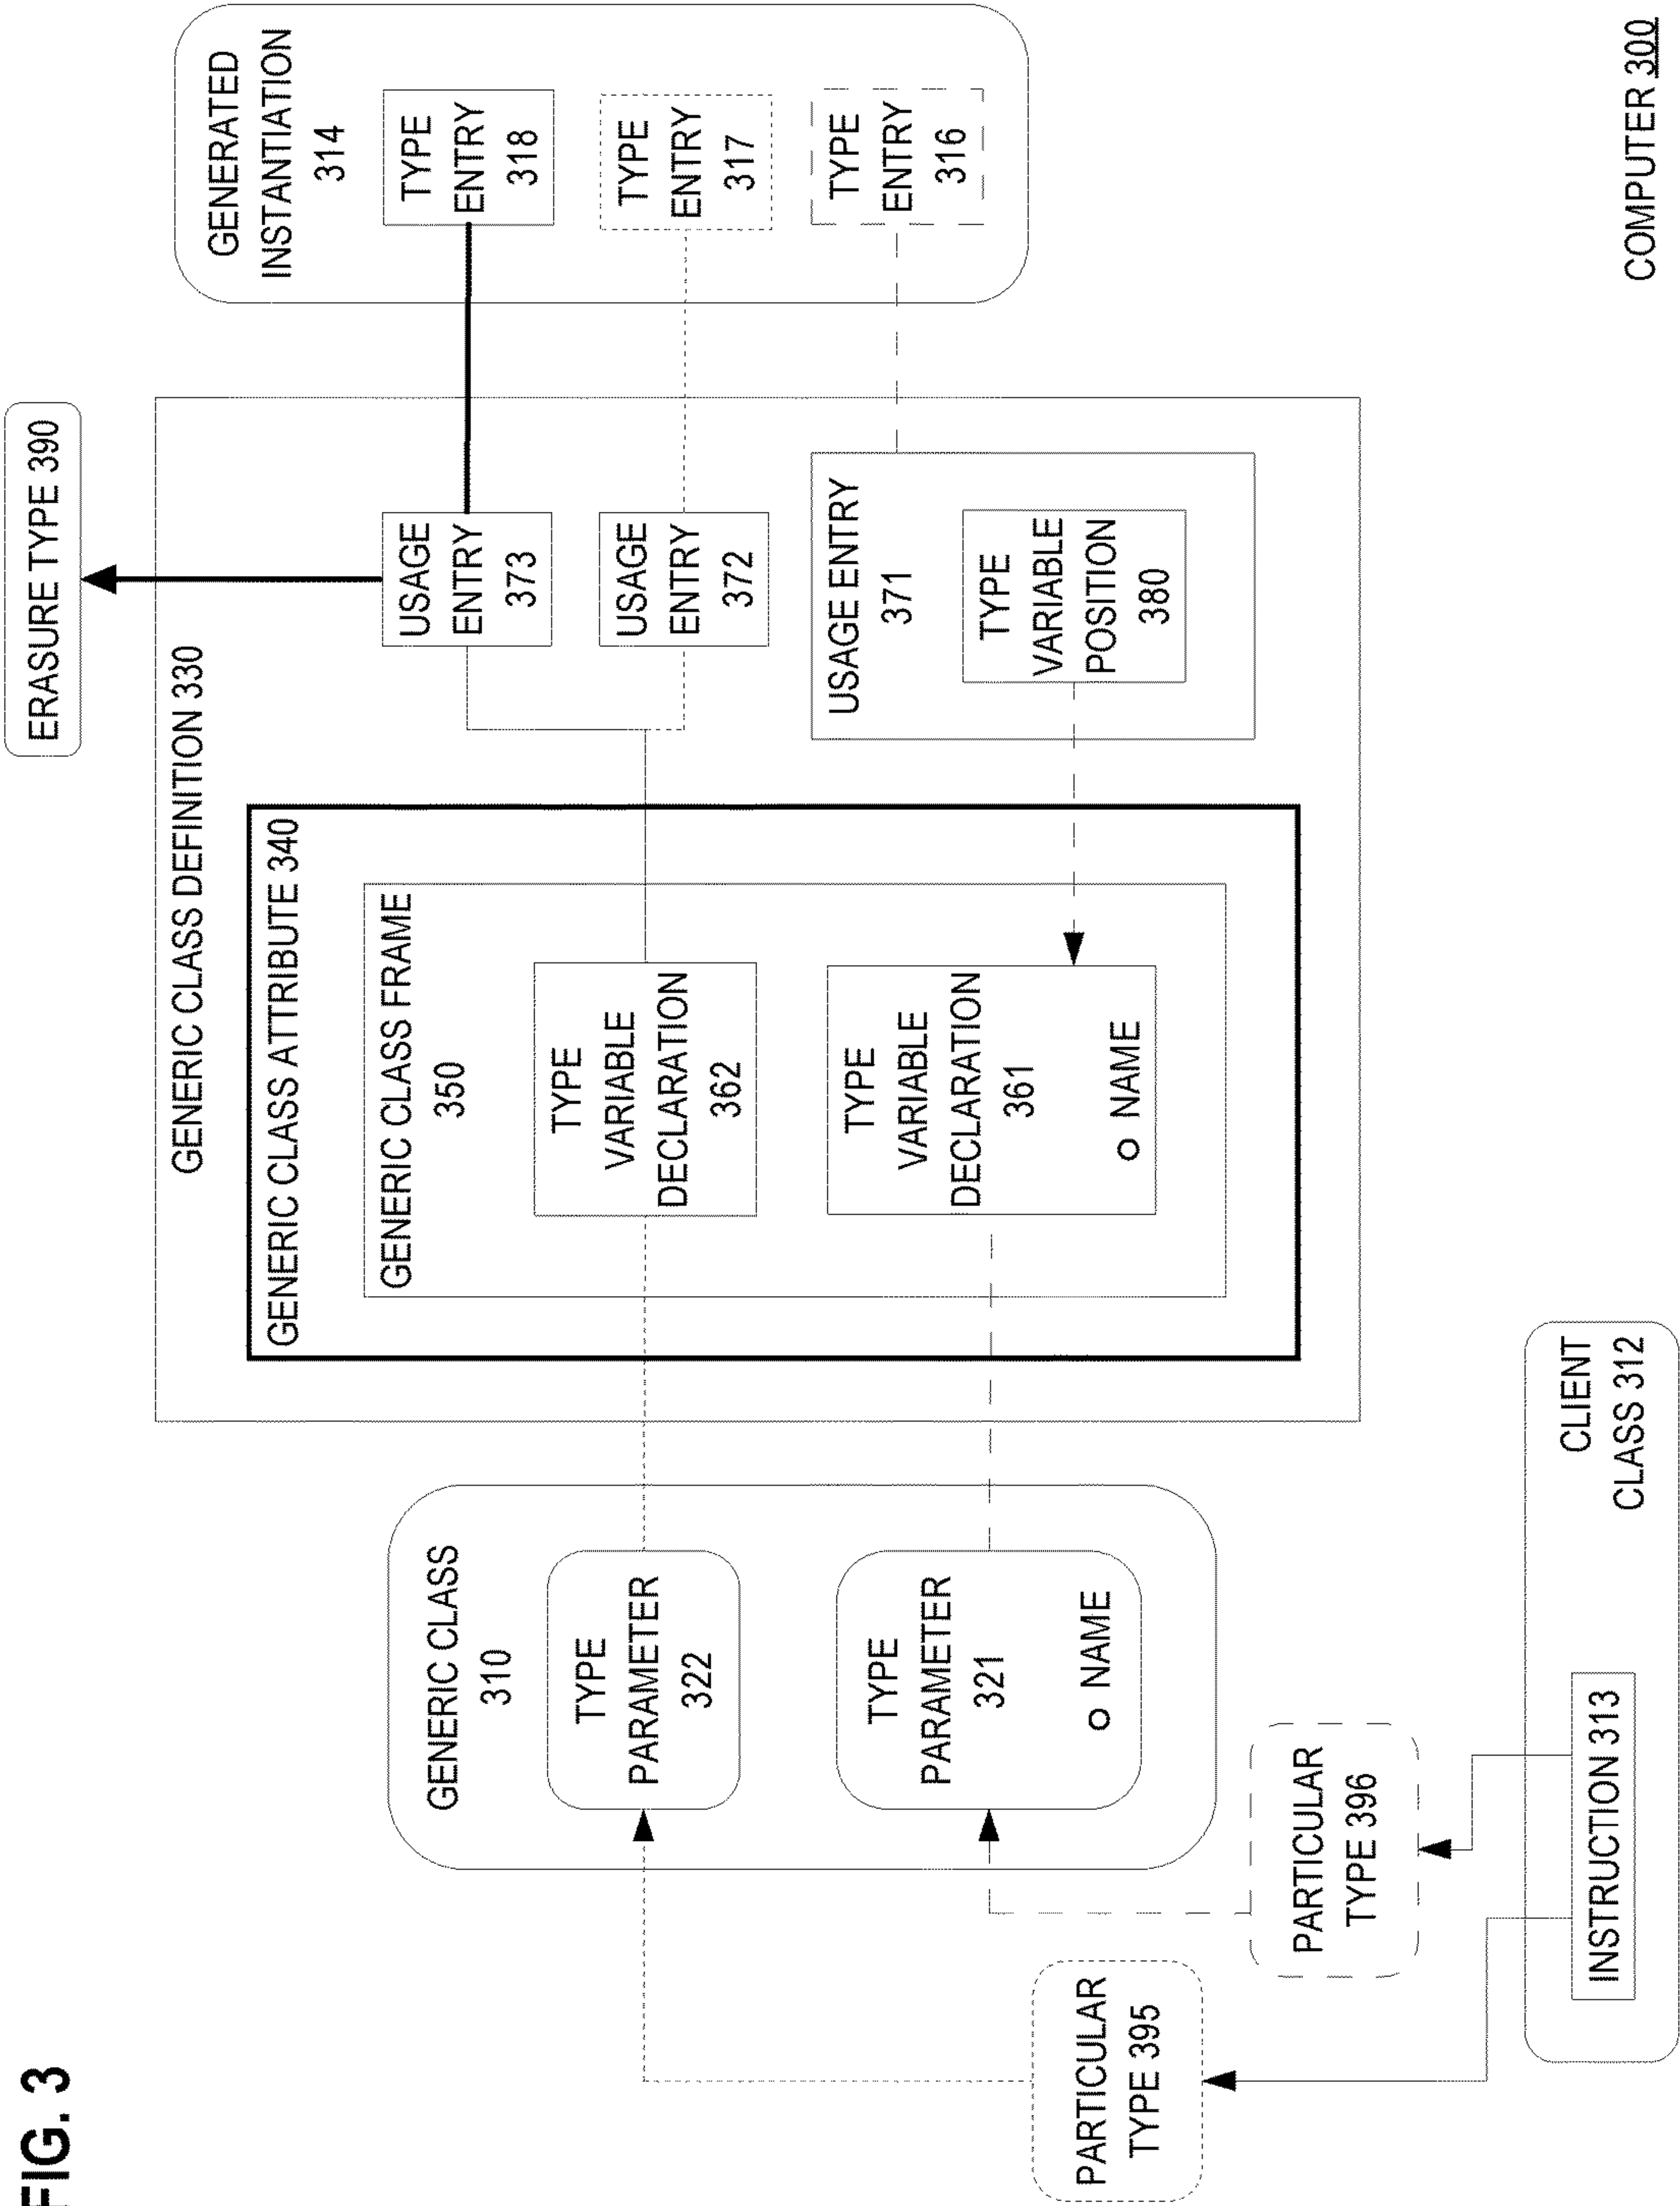 FIG. 3
ERASURE TYPE 390
GENERIC CLASS DEFINITION 330
GENERIC CLASS ATTRIBUTE 340
GENERIC CLASS FRAME
350
TYPE
VARIABLE
DECLARATION
362
TYPE
VARIABLE
DECLARATION
361
O NAME
USAGE
ENTRY
373
USAGE
ENTRY
372
USAGE ENTRY
371
TYPE
VARIABLE
POSITION
380
GENERATED
INSTANTIATION
314
TYPE
ENTRY
318
TYPE
ENTRY
317
TYPE
ENTRY
316
GENERIC CLASS
310
TYPE
PARAMETER
322
TYPE
PARAMETER
321
O NAME
PARTICULAR
TYPE 395
PARTICULAR
TYPE 396
CLIENT
CLASS 312
INSTRUCTION 313
COMPUTER 300